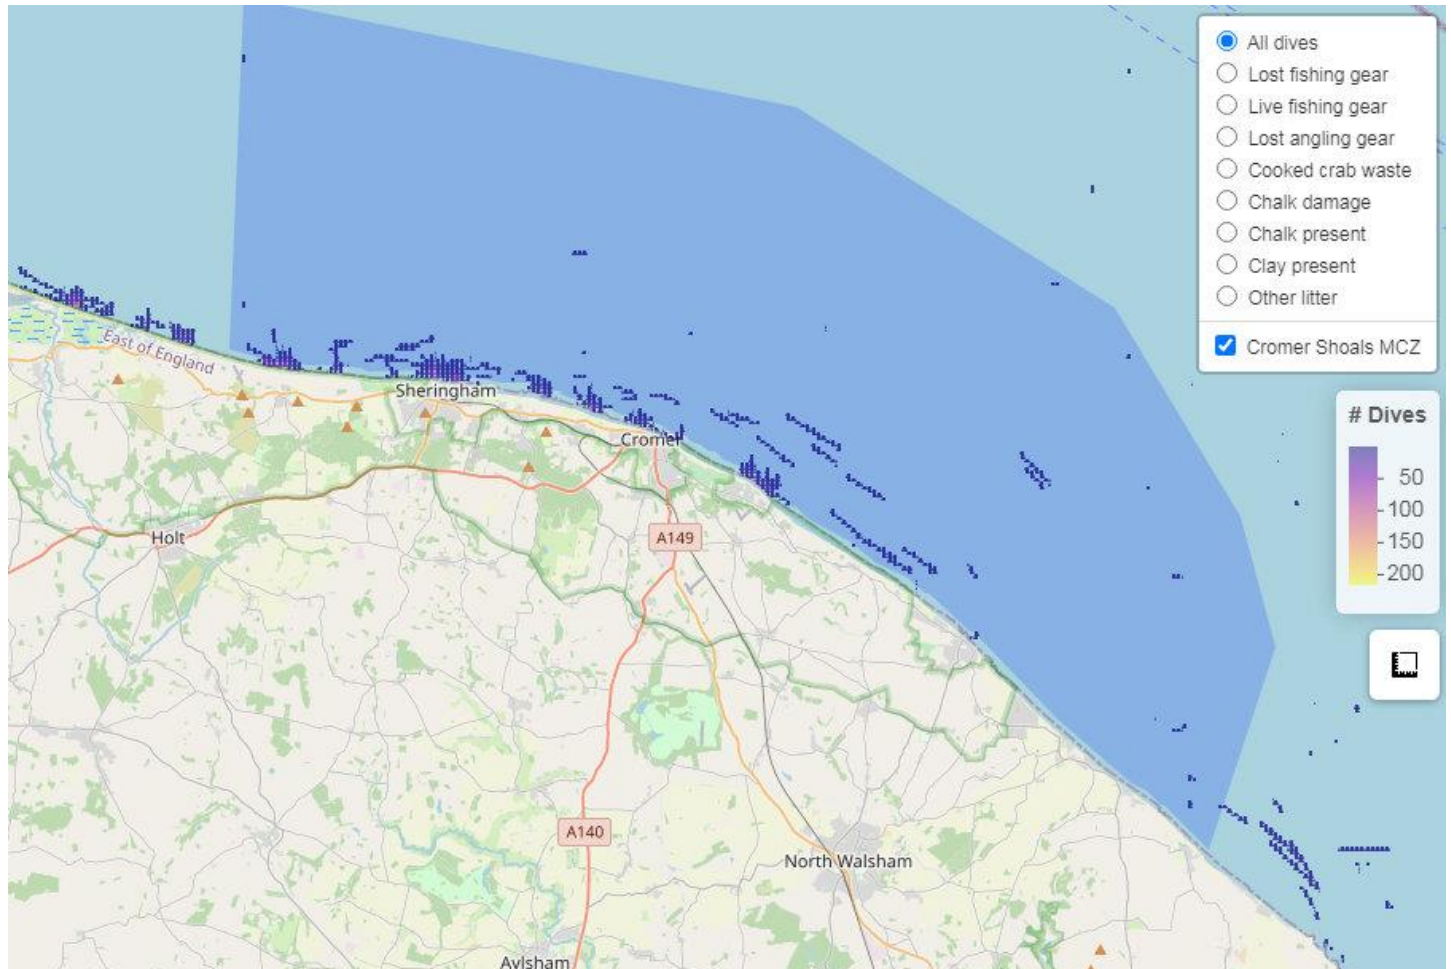 All dives
Lost fishing gear
Live fishing gear
Lost angling gear
Cooked crab waste
Chalk damage
Chalk present
Clay present
Other litter
Cromer Shoals MCZ
East of England
Sheringham
# Dives
Cromer
50
100
Holt
A149
150
200
A140
North Walsham
Aylsham